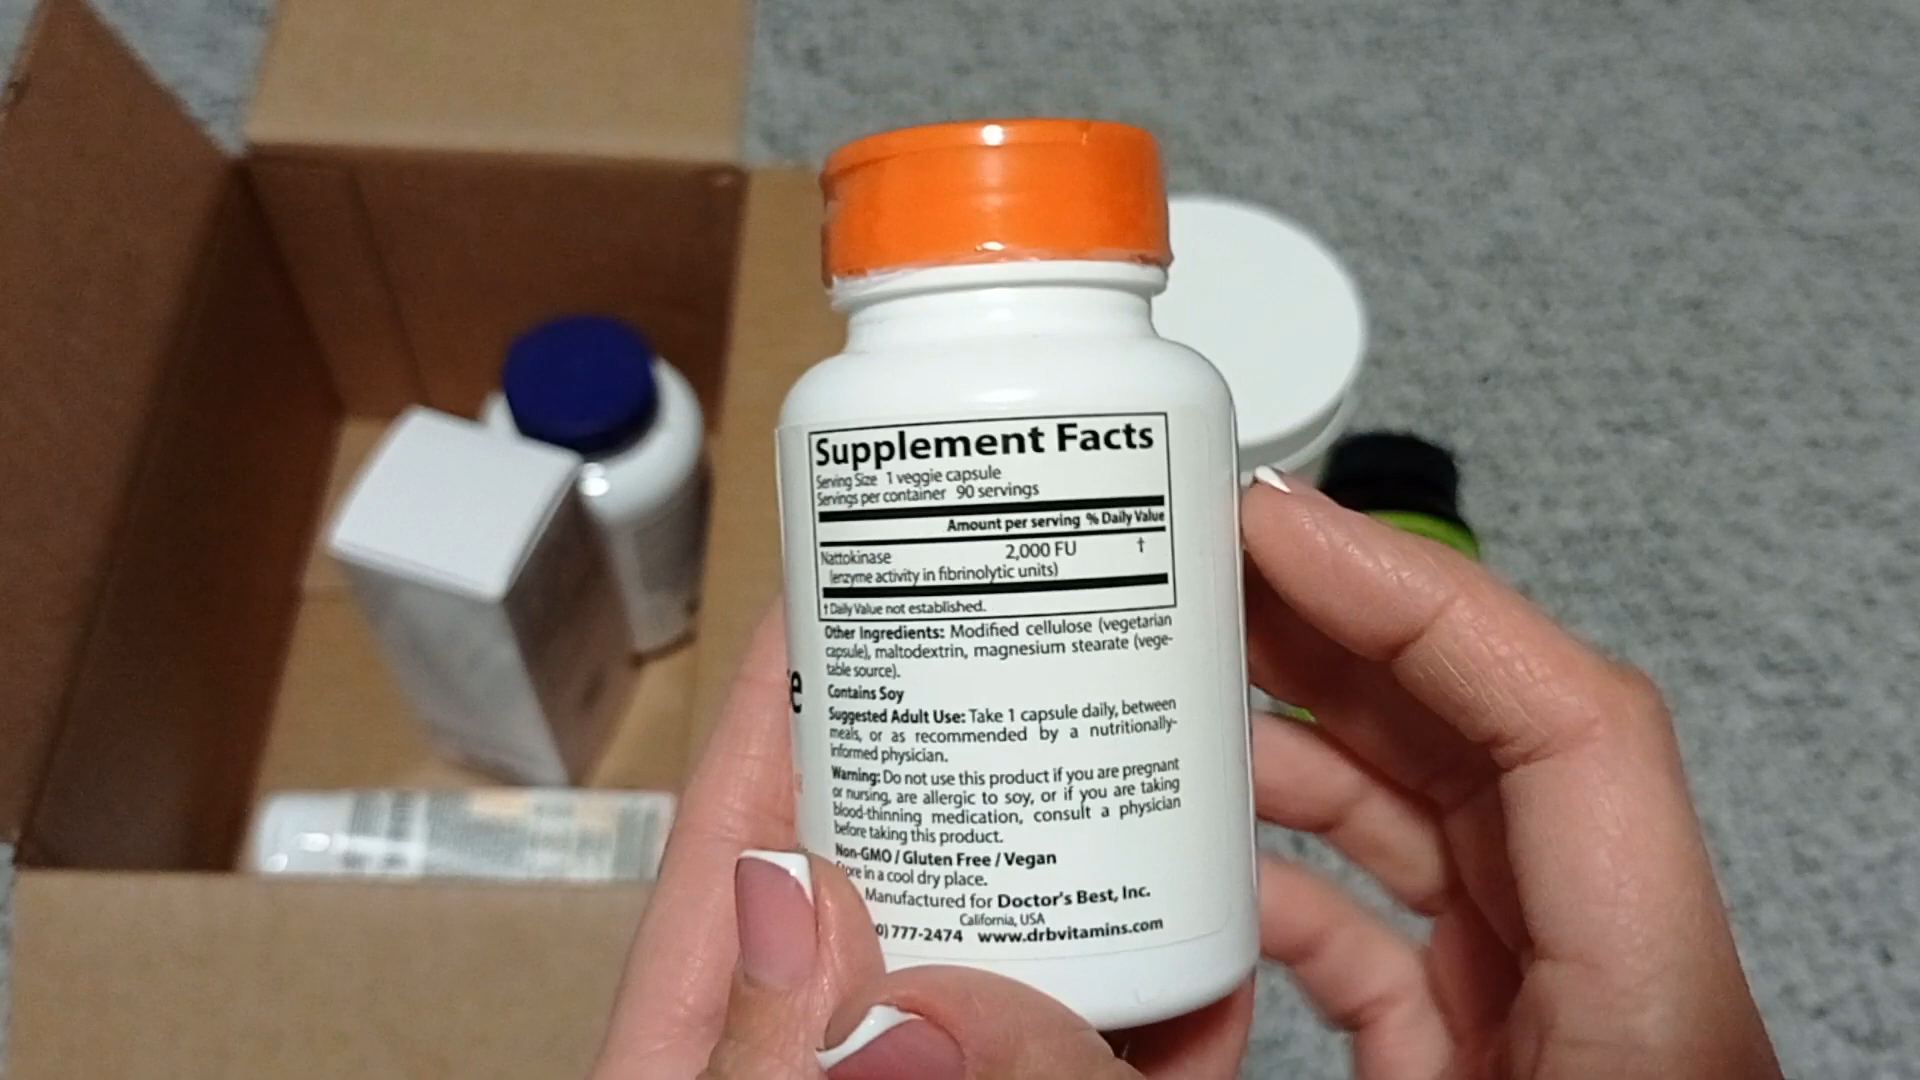 Supplement Facts
Serving Size 1 veggie capsule
Servings per container 90 servings
Amount per serving % Daily Value
Nattokinase 2,000 FU †
(enzyme activity in fibrinolytic units)
† Daily Value not established.
Other Ingredients: Modified cellulose (vegetarian
capsule), maltodextrin, magnesium stearate (vege-
table source).
Contains Soy
Suggested Adult Use: Take 1 capsule daily, between
meals, or as recommended by a nutritionally-
informed physician.
Warning: Do not use this product if you are pregnant
or nursing, are allergic to soy, or if you are taking
blood-thinning medication, consult a physician
before taking this product.
Non-GMO / Gluten Free / Vegan
Store in a cool dry place.
Manufactured for Doctor's Best, Inc.
California, USA
0) 777-2474 www.drbvitamins.com